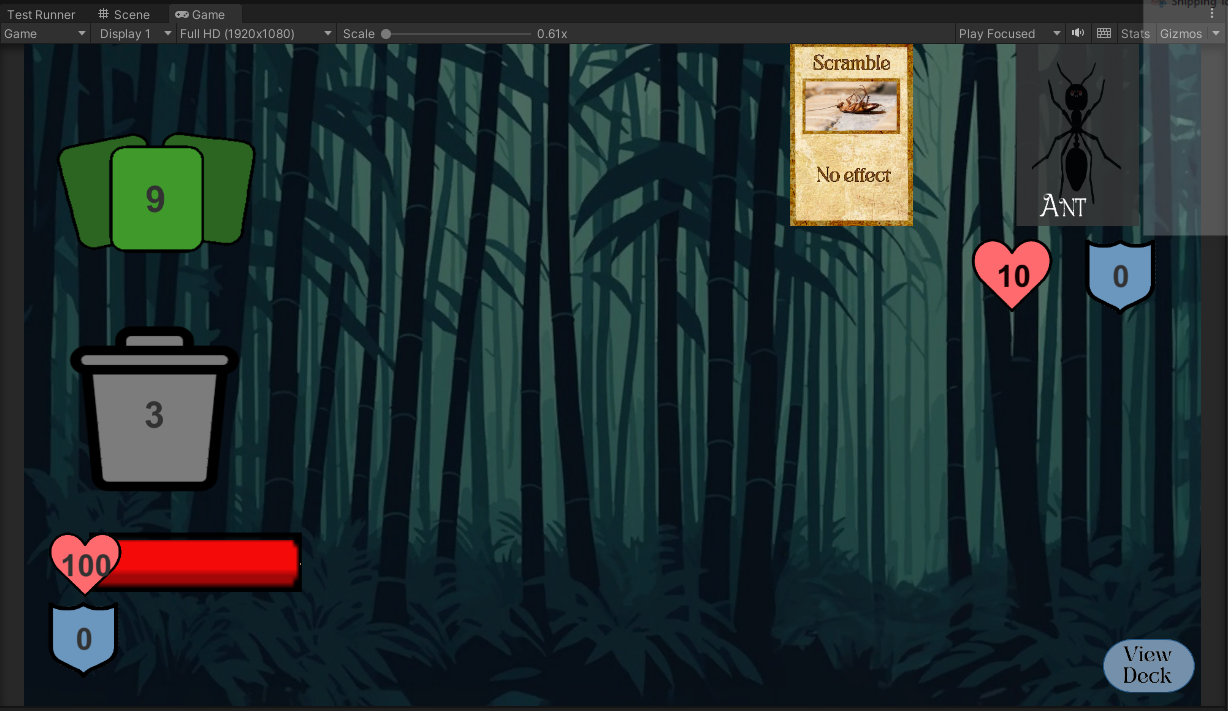 Shipping
Test Runner
Scene
Game
Game
Display 1
Full HD (1920x1080)
Scale
0.61x
Play Focused
Stats
Gizmos
Scramble
No effect
ANT
10
0
9
3
100
0
View
Deck